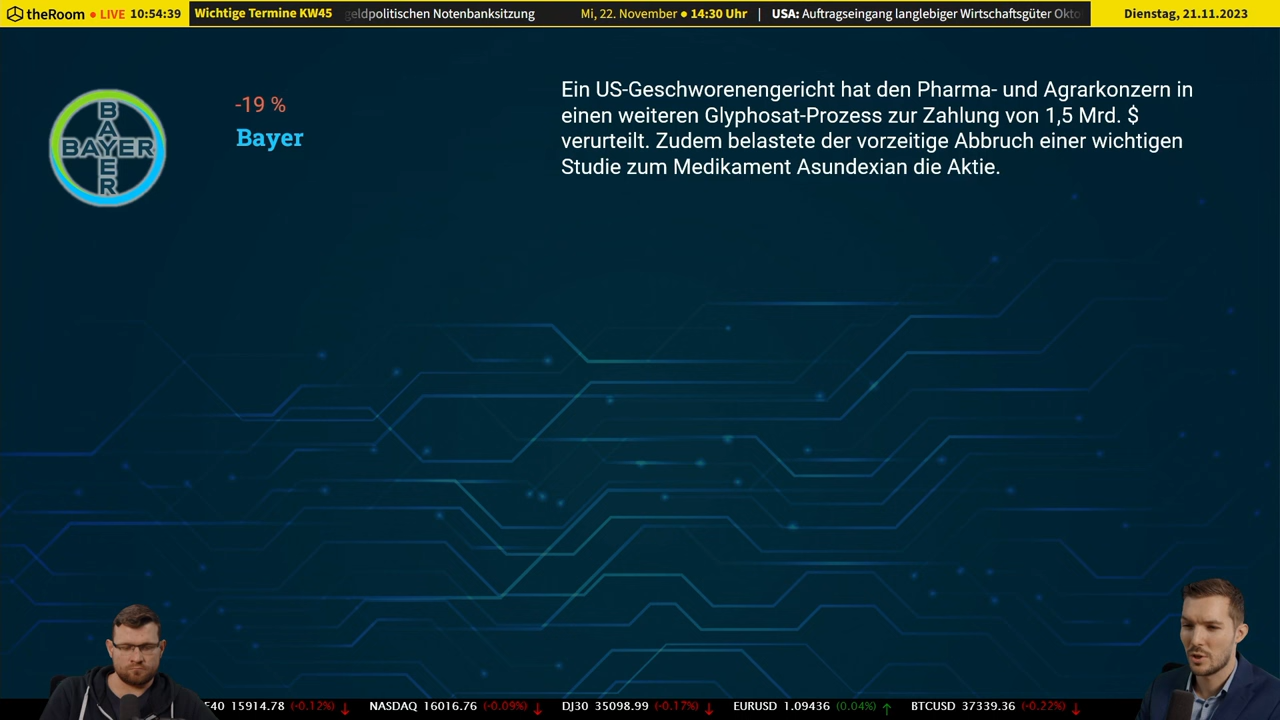 theRoom ● LIVE 10:54:39 Wichtige Termine KW45 geldpolitischen Notenbanksitzung Mi, 22. November ● 14:30 Uhr | USA: Auftragseingang langlebiger Wirtschaftsgüter Okto Dienstag, 21.11.2023
BAYER
BAYER
-19 %
Bayer
Ein US-Geschworenengericht hat den Pharma- und Agrarkonzern in
einen weiteren Glyphosat-Prozess zur Zahlung von 1,5 Mrd. $
verurteilt. Zudem belastete der vorzeitige Abbruch einer wichtigen
Studie zum Medikament Asundexian die Aktie.
E40 15914.78 (-0.12%) ↓ NASDAQ 16016.76 (-0.09%) ↓ DJ30 35098.99 (-0.17%) ↓ EURUSD 1.09436 (0.04%) ↑ BTCUSD 37339.36 (-0.22%) ↓